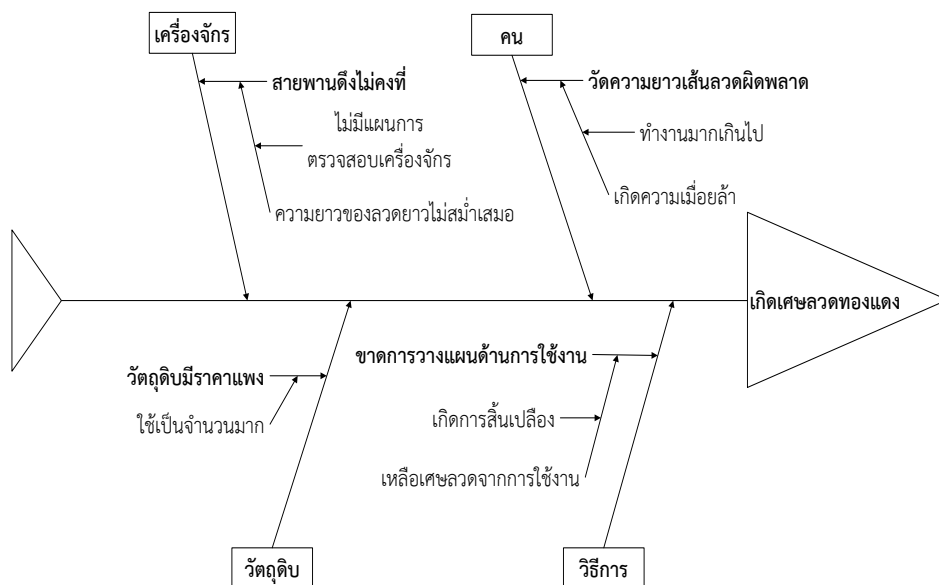 เครื่องจักร
คน
สายพานดึงไม่คงที่
วัดความยาวเส้นลวดผิดพลาด
ไม่มีแผนการ
ตรวจสอบเครื่องจักร
ทำงานมากเกินไป
ความยาวของลวดยาวไม่สม่ำเสมอ
เกิดความเมื่อยล้า
เกิดเศษลวดทองแดง
ขาดการวางแผนด้านการใช้งาน
วัตถุดิบมีราคาแพง
ใช้เป็นจำนวนมาก
เกิดการสิ้นเปลือง
เหลือเศษลวดจากการใช้งาน
วัตถุดิบ
วิธีการ